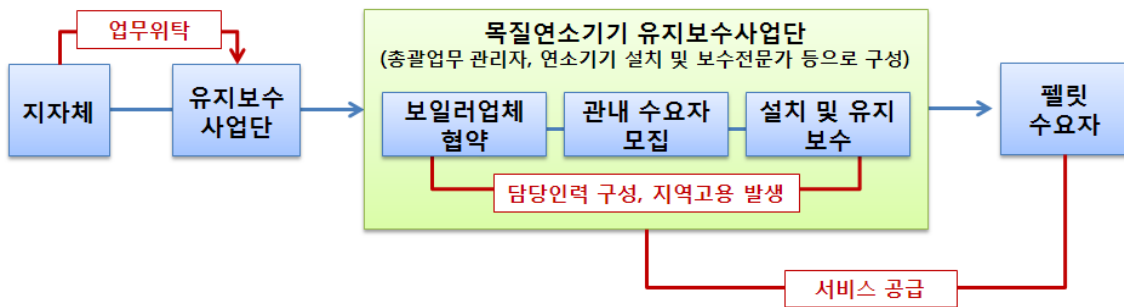 업무위탁
지자체
유지보수
사업단
목질연소기기 유지보수사업단
(총괄업무 관리자, 연소기기 설치 및 보수전문가 등으로 구성)
보일러업체
협약
관내 수요자
모집
설치 및 유지
보수
담당인력 구성, 지역고용 발생
펠릿
수요자
서비스 공급